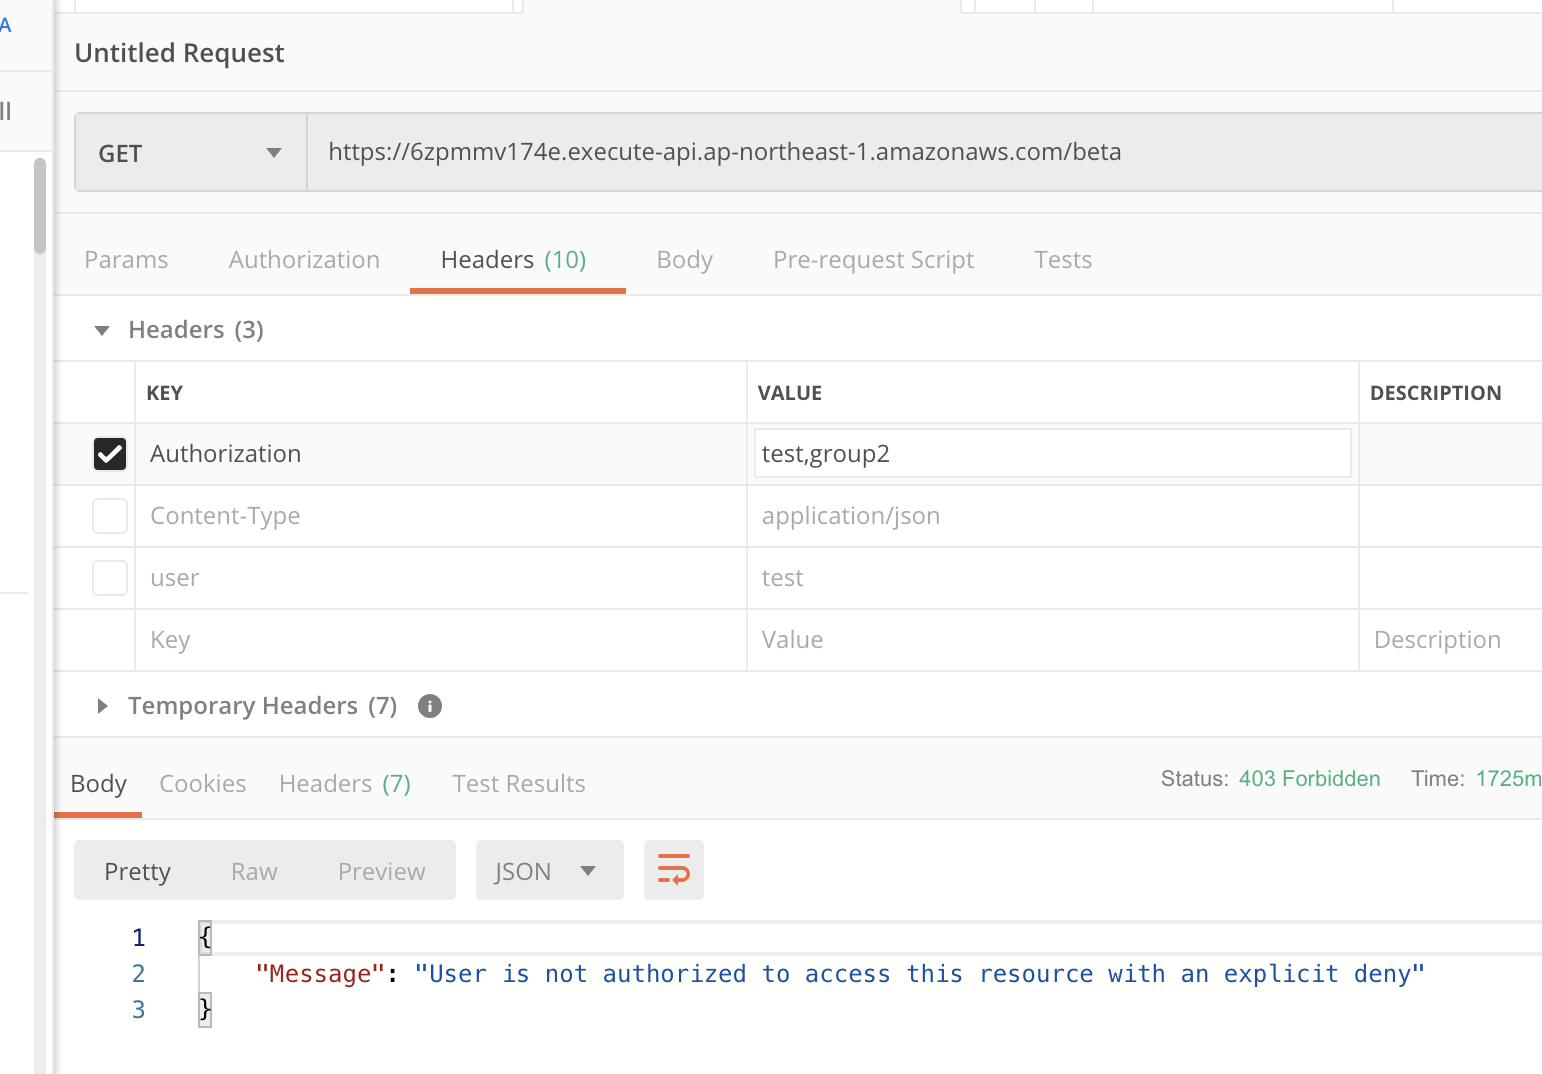 A
ll
Untitled Request
GET
https://6zpmmv174e.execute-api.ap-northeast-1.amazonaws.com/beta
Params Authorization Headers (10) Body Pre-request Script Tests
Headers (3)
KEY VALUE DESCRIPTION
Authorization test,group2
Content-Type application/json
user test
Key Value Description
Temporary Headers (7)
Body Cookies Headers (7) Test Results Status: 403 Forbidden Time: 1725m
Pretty Raw Preview JSON
1 {
2 "Message": "User is not authorized to access this resource with an explicit deny"
3 }